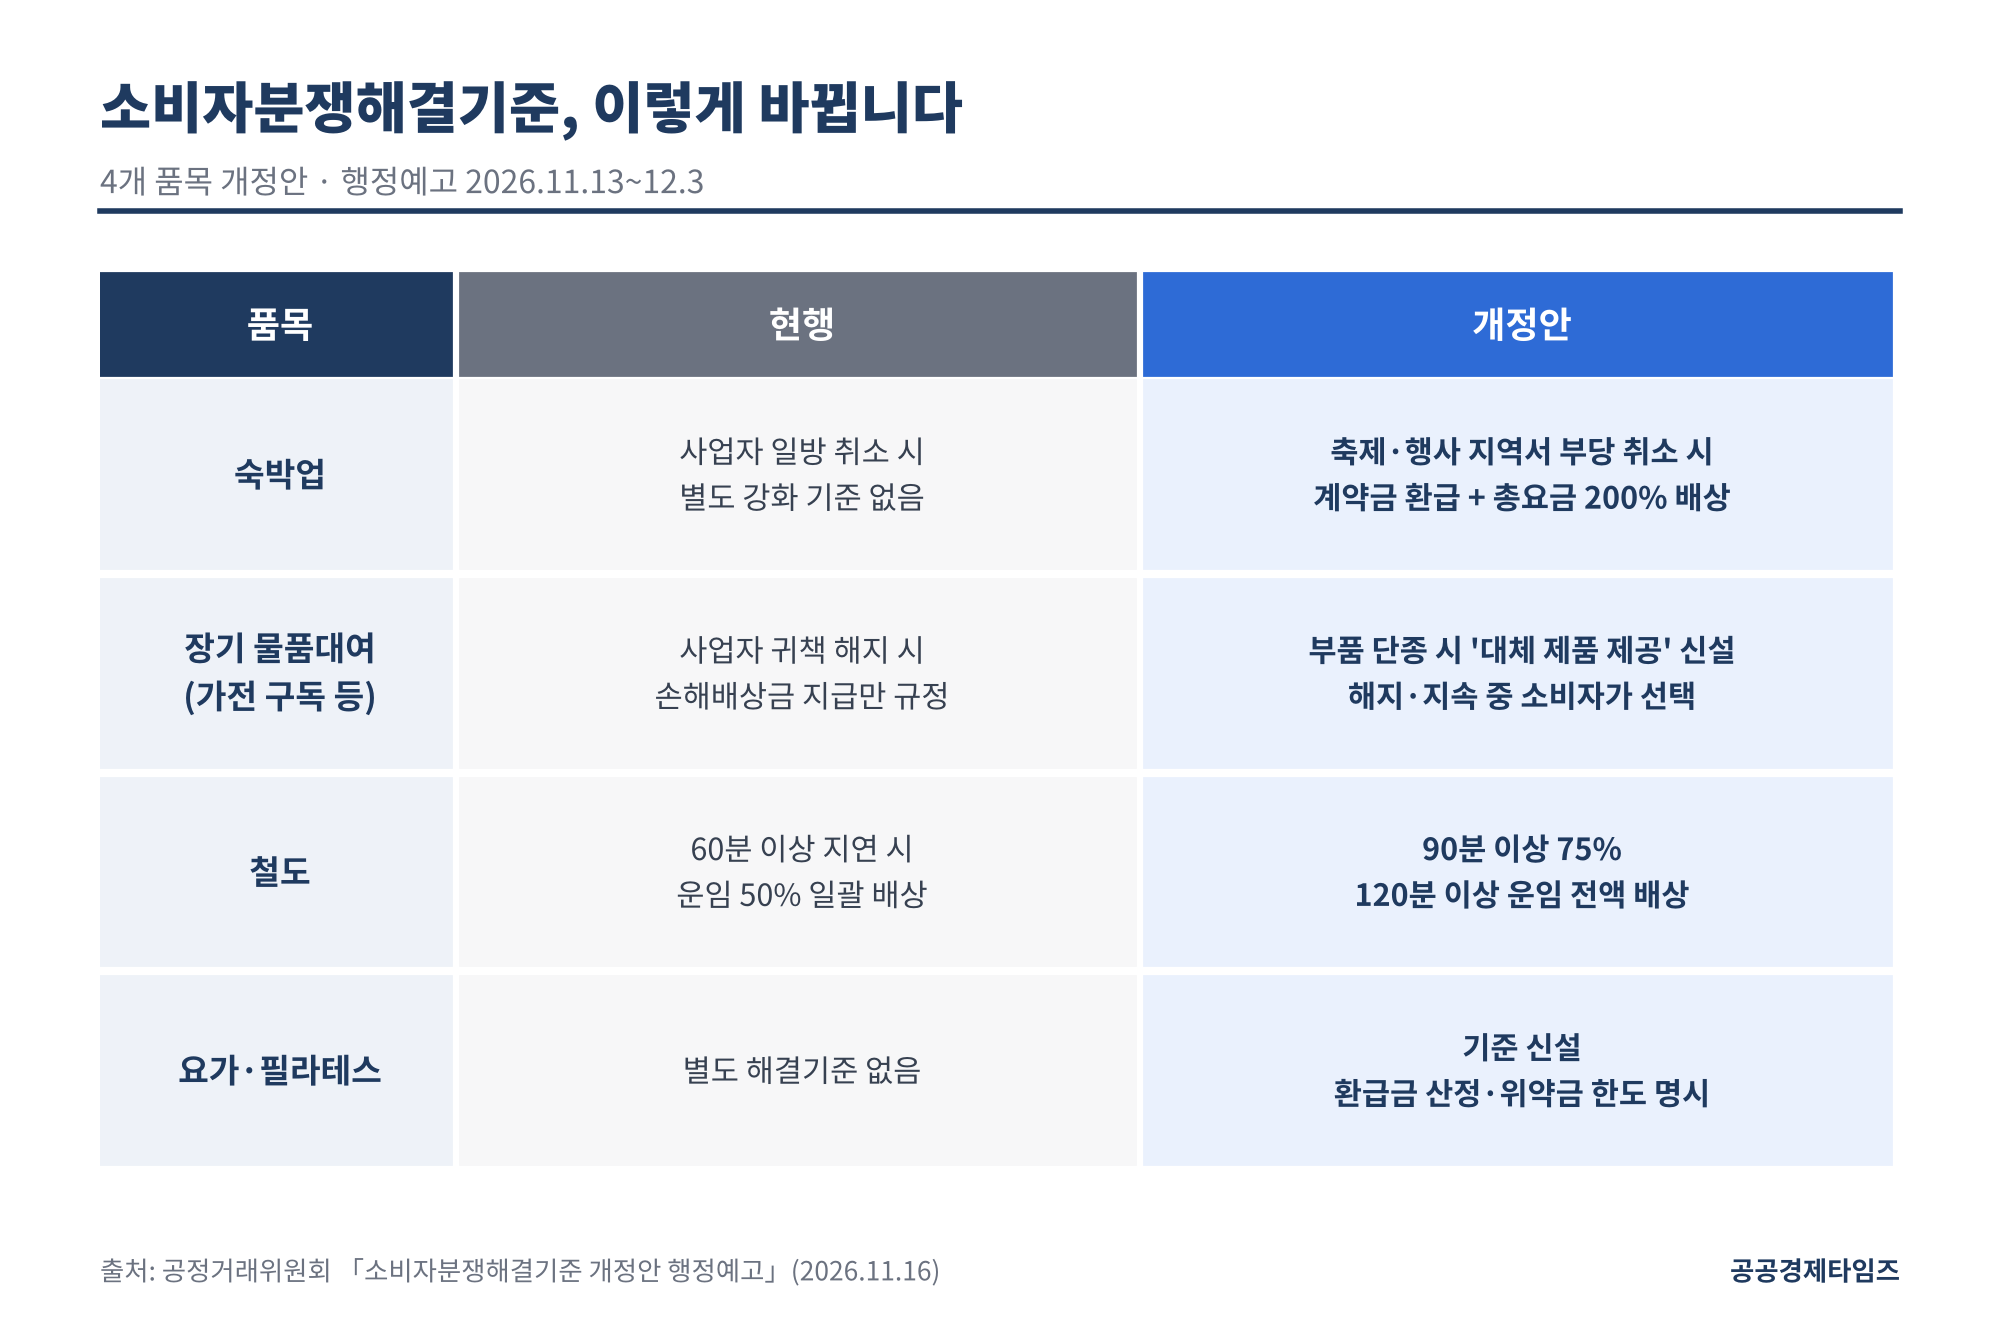 소비자분쟁해결기준, 이렇게 바뀝니다
4개 품목 개정안 · 행정예고 2026.11.13~12.3
품목
현행
개정안
숙박업
사업자 일방 취소 시
별도 강화 기준 없음
축제·행사 지역서 부당 취소 시
계약금 환급 + 총요금 200% 배상
장기 물품대여
(가전 구독 등)
사업자 귀책 해지 시
손해배상금 지급만 규정
부품 단종 시 '대체 제품 제공' 신설
해지·지속 중 소비자가 선택
철도
60분 이상 지연 시
운임 50% 일괄 배상
90분 이상 75%
120분 이상 운임 전액 배상
요가·필라테스
별도 해결기준 없음
기준 신설
환급금 산정·위약금 한도 명시
출처: 공정거래위원회 「소비자분쟁해결기준 개정안 행정예고」(2026.11.16)
공공경제타임즈